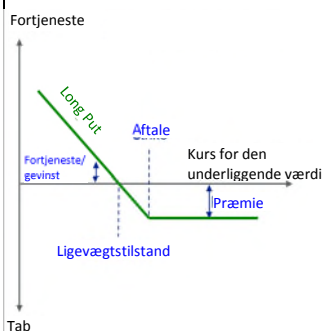 Fortjeneste
Long Put
Aftale
Kurs for den
underliggende værdi
Fortjeneste/
gevinst
Præmie
Ligevægtstilstand
Tab